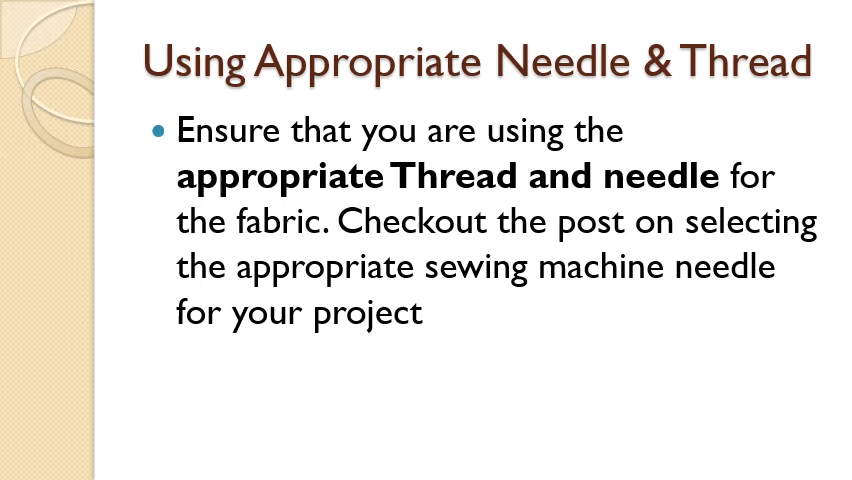 Using Appropriate Needle & Thread
• Ensure that you are using the
appropriate Thread and needle for
the fabric. Checkout the post on selecting
the appropriate sewing machine needle
for your project